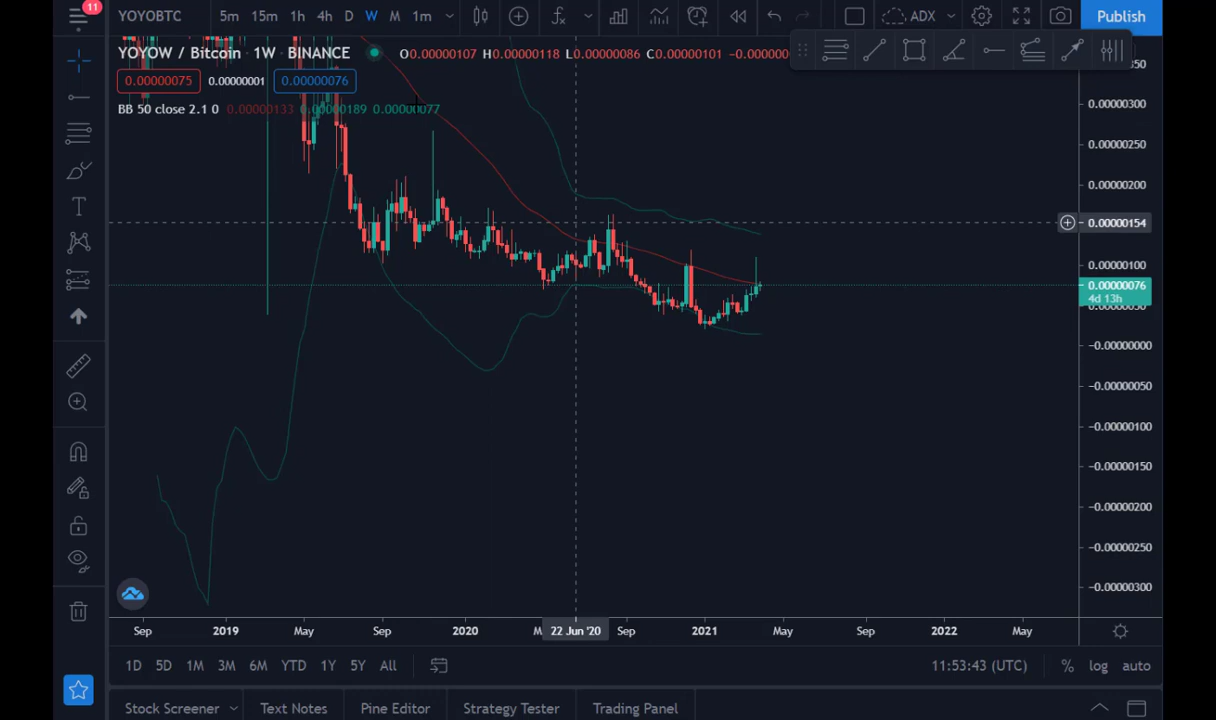 11
YOYOBTC 5m 15m 1h 4h D W M 1m ADX Publish
YOYOW / Bitcoin 1W BINANCE O0.00000107 H0.00000118 L0.00000086 C0.00000101
0.00000075 0.00000001 0.00000076
BB 50 close 2.1 0 0.00000133 0.00000189 0.00000077
0.00000300
0.00000250
0.00000200
0.00000154
0.00000100
0.00000076
4d 13h
−0.00000000
−0.00000050
−0.00000100
−0.00000150
−0.00000200
−0.00000250
−0.00000300
Sep 2019 May Sep 2020 22 Jun '20 Sep 2021 May Sep 2022 May
1D 5D 1M 3M 6M YTD 1Y 5Y All 11:53:43 (UTC) % log auto
Stock Screener Text Notes Pine Editor Strategy Tester Trading Panel